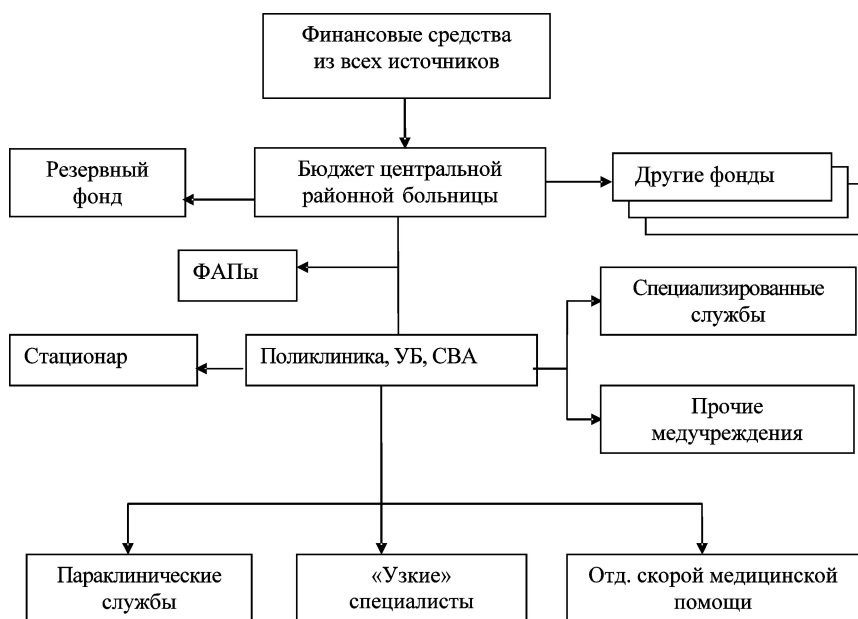 Финансовые средства
из всех источников
Резервный
фонд
Бюджет центральной
районной больницы
Другие фонды
ФАПы
Специализированные
службы
Стационар
Поликлиника, УБ, СВА
Прочие
медучреждения
Параклинические
службы
«Узкие»
специалисты
Отд. скорой медицинской
помощи